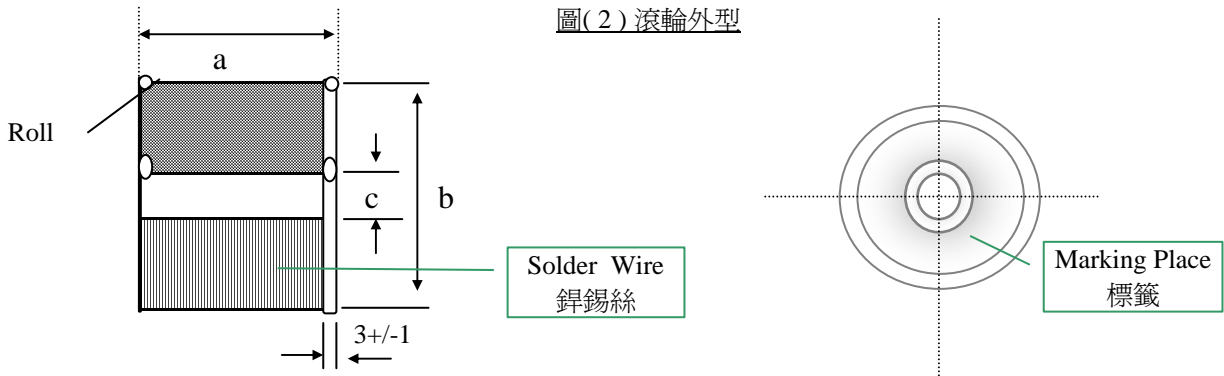 圖( 2 ) 滾輪外型
a
Roll
c
b
Solder Wire
銲錫絲
3+/-1
Marking Place
標籤